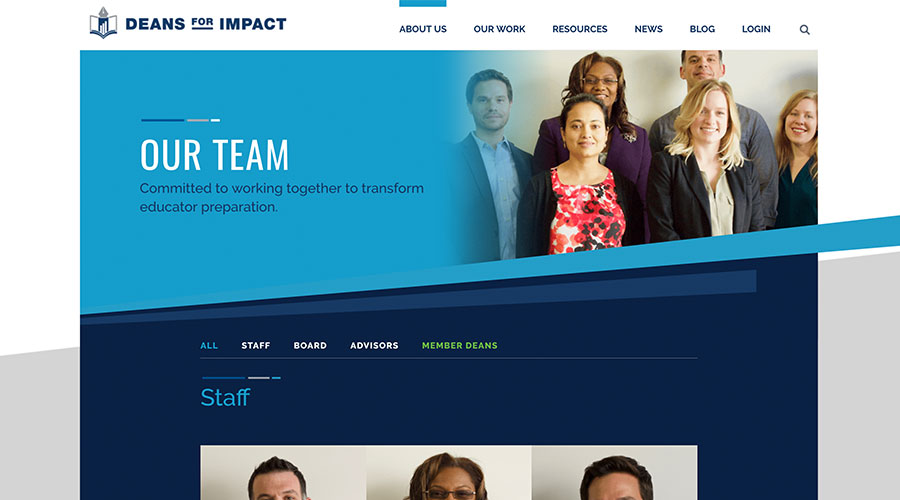 DEANS FOR IMPACT
ABOUT US OUR WORK RESOURCES NEWS BLOG LOGIN
OUR TEAM
Committed to working together to transform
educator preparation.
ALL STAFF BOARD ADVISORS MEMBER DEANS
Staff